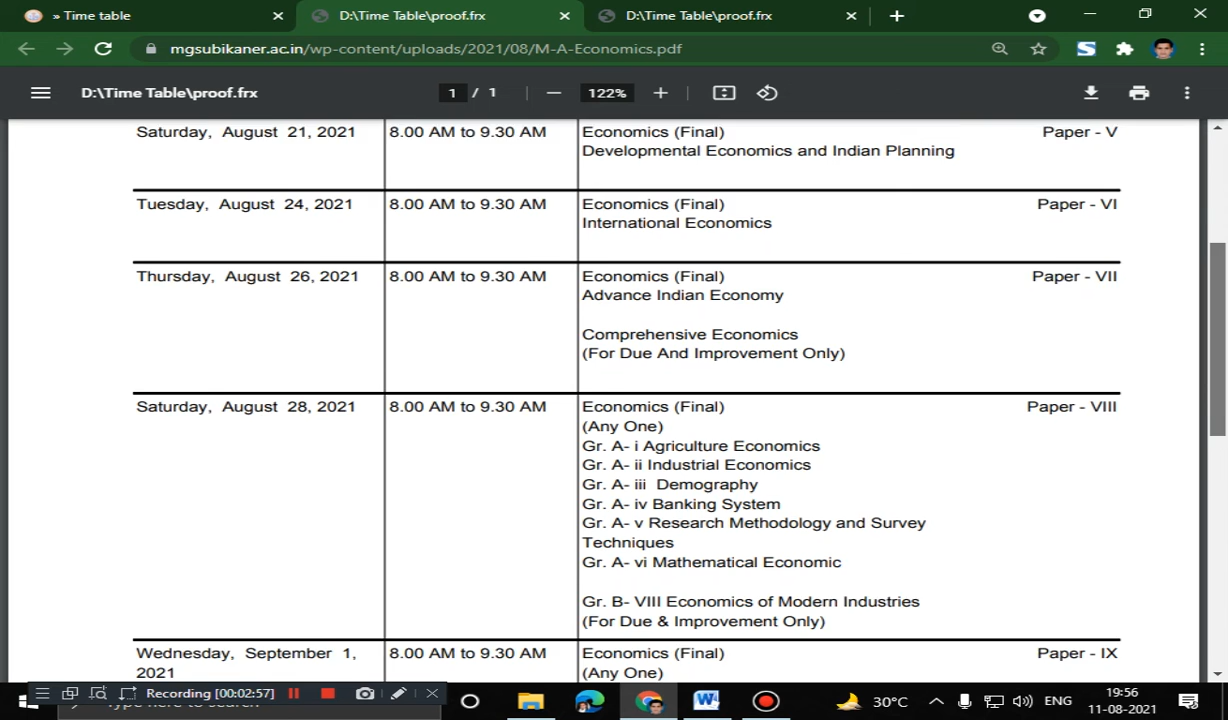 » Time table
D:\Time Table\proof.frx
D:\Time Table\proof.frx
mgsubikaner.ac.in/wp-content/uploads/2021/08/M-A-Economics.pdf
D:\Time Table\proof.frx
1 / 1
122%
Saturday, August 21, 2021 8.00 AM to 9.30 AM Economics (Final) Paper - V
Developmental Economics and Indian Planning
Tuesday, August 24, 2021 8.00 AM to 9.30 AM Economics (Final) Paper - VI
International Economics
Thursday, August 26, 2021 8.00 AM to 9.30 AM Economics (Final) Paper - VII
Advance Indian Economy
Comprehensive Economics
(For Due And Improvement Only)
Saturday, August 28, 2021 8.00 AM to 9.30 AM Economics (Final) Paper - VIII
(Any One)
Gr. A- i Agriculture Economics
Gr. A- ii Industrial Economics
Gr. A- iii Demography
Gr. A- iv Banking System
Gr. A- v Research Methodology and Survey
Techniques
Gr. A- vi Mathematical Economic
Gr. B- VIII Economics of Modern Industries
(For Due & Improvement Only)
Wednesday, September 1, 8.00 AM to 9.30 AM Economics (Final) Paper - IX
2021 (Any One)
Recording [00:02:57]
30°C
ENG
19:56
11-08-2021